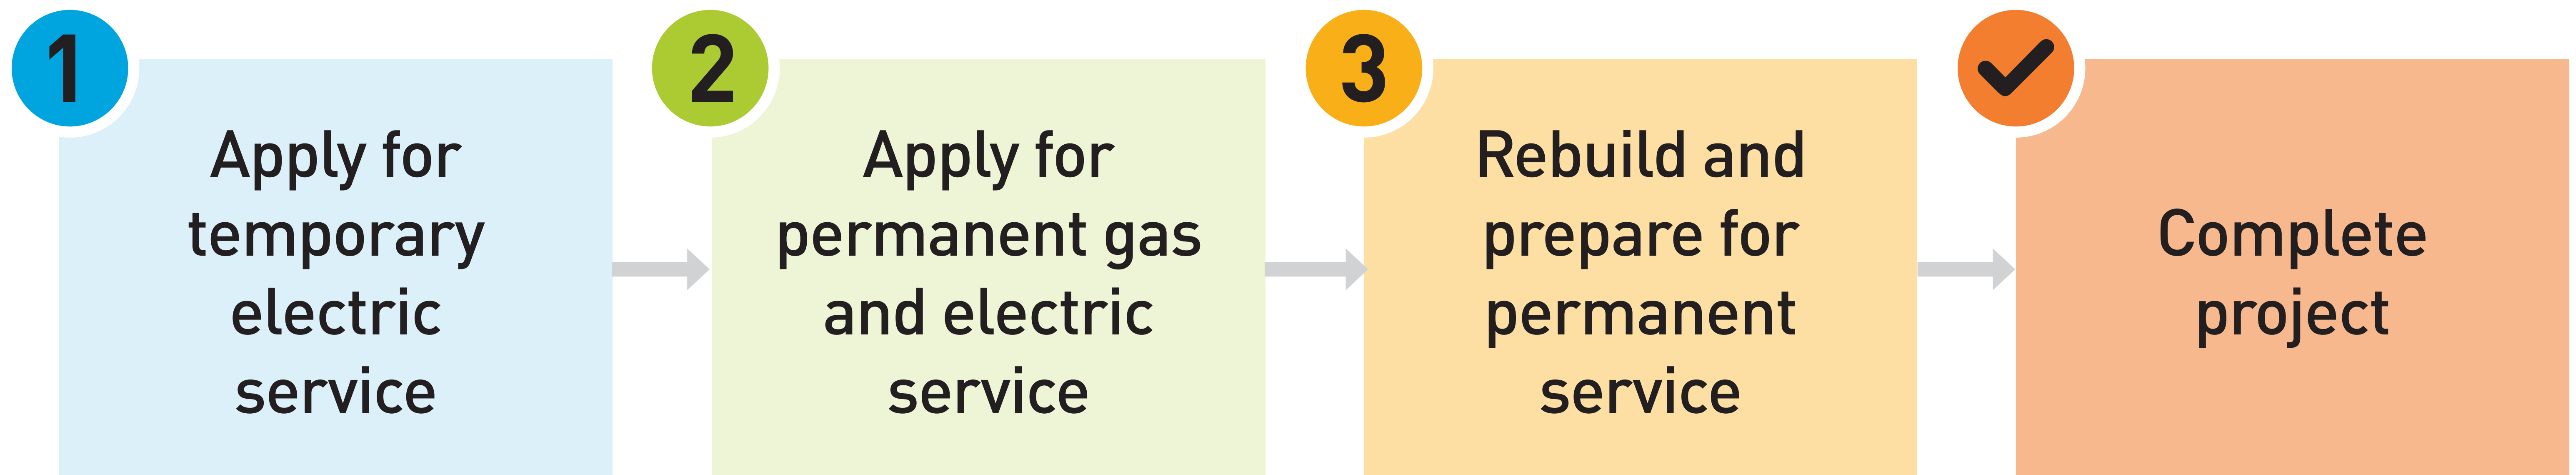 1
Apply for
temporary
electric
service
2
Apply for
permanent gas
and electric
service
3
Rebuild and
prepare for
permanent
service
Complete
project